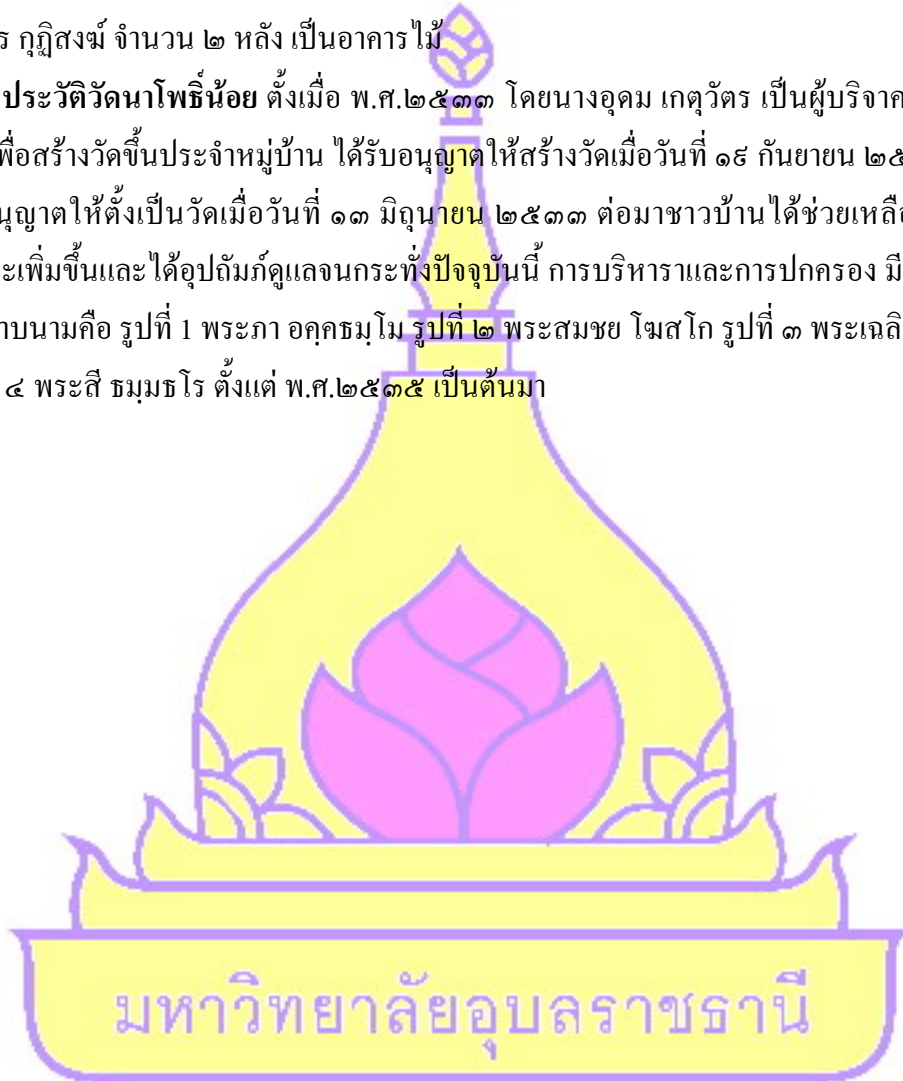 ร กุฏิสงฆ์ จำนวน ๒ หลัง เป็นอาคารไม้
ประวัติวัดนาโพธิ์น้อย ตั้งเมื่อ พ.ศ.๒๕๓๓ โดยนางอุดม เกตุวัตร เป็นผู้บริจาค
พื่อสร้างวัดขึ้นประจำหมู่บ้าน ได้รับอนุญาตให้สร้างวัดเมื่อวันที่ ๑๙ กันยายน ๒๕
นุญาตให้ตั้งเป็นวัดเมื่อวันที่ ๑๓ มิถุนายน ๒๕๓๓ ต่อมาชาวบ้านได้ช่วยเหลือ
ะเพิ่มขึ้นและได้อุปถัมภ์ดูแลจนกระทั่งปัจจุบันนี้ การบริหาราและการปกครอง มี
าบนามคือ รูปที่ 1 พระภา อคฺคธมฺโม รูปที่ ๒ พระสมชย โฆสโก รูปที่ ๓ พระเฉลิ
๔ พระสี ธมฺมธโร ตั้งแต่ พ.ศ.๒๕๓๕ เป็นต้นมา
มหาวิทยาลัยอุบลราชธานี